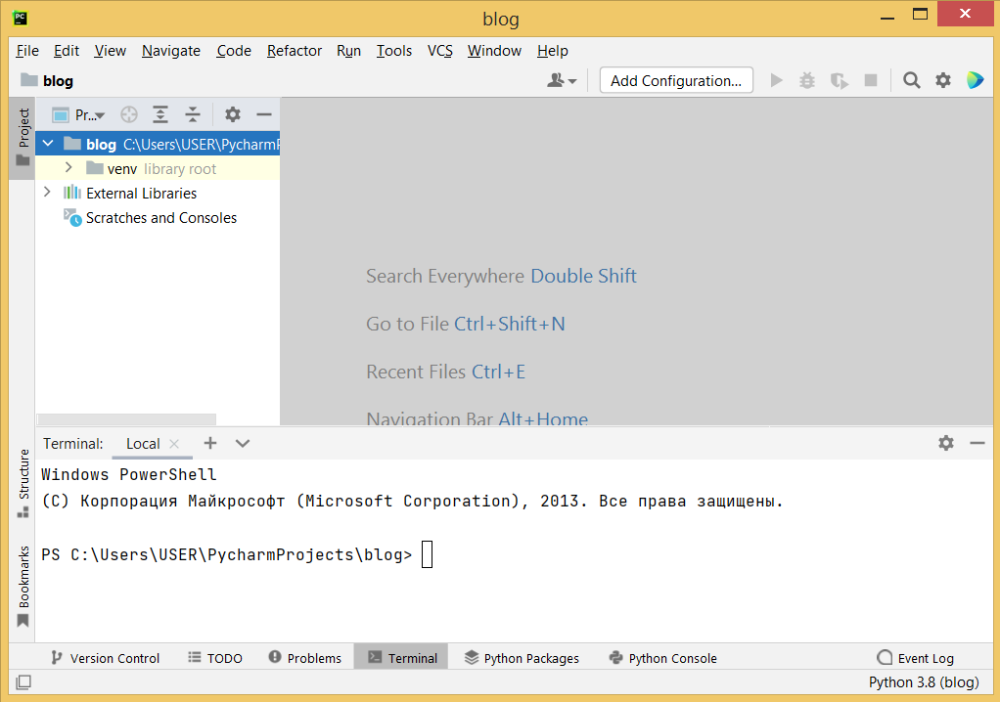 PC
blog
File Edit View Navigate Code Refactor Run Tools VCS Window Help
blog
Add Configuration...
Project
Pr...
blog C:\Users\USER\PycharmP
venv library root
External Libraries
Scratches and Consoles
Search Everywhere Double Shift
Go to File Ctrl+Shift+N
Recent Files Ctrl+E
Navigation Bar Alt+Home
Terminal: Local
Structure
Bookmarks
Windows PowerShell
(C) Корпорация Майкрософт (Microsoft Corporation), 2013. Все права защищены.
PS C:\Users\USER\PycharmProjects\blog>
Version Control TODO Problems Terminal Python Packages Python Console Event Log
Python 3.8 (blog)